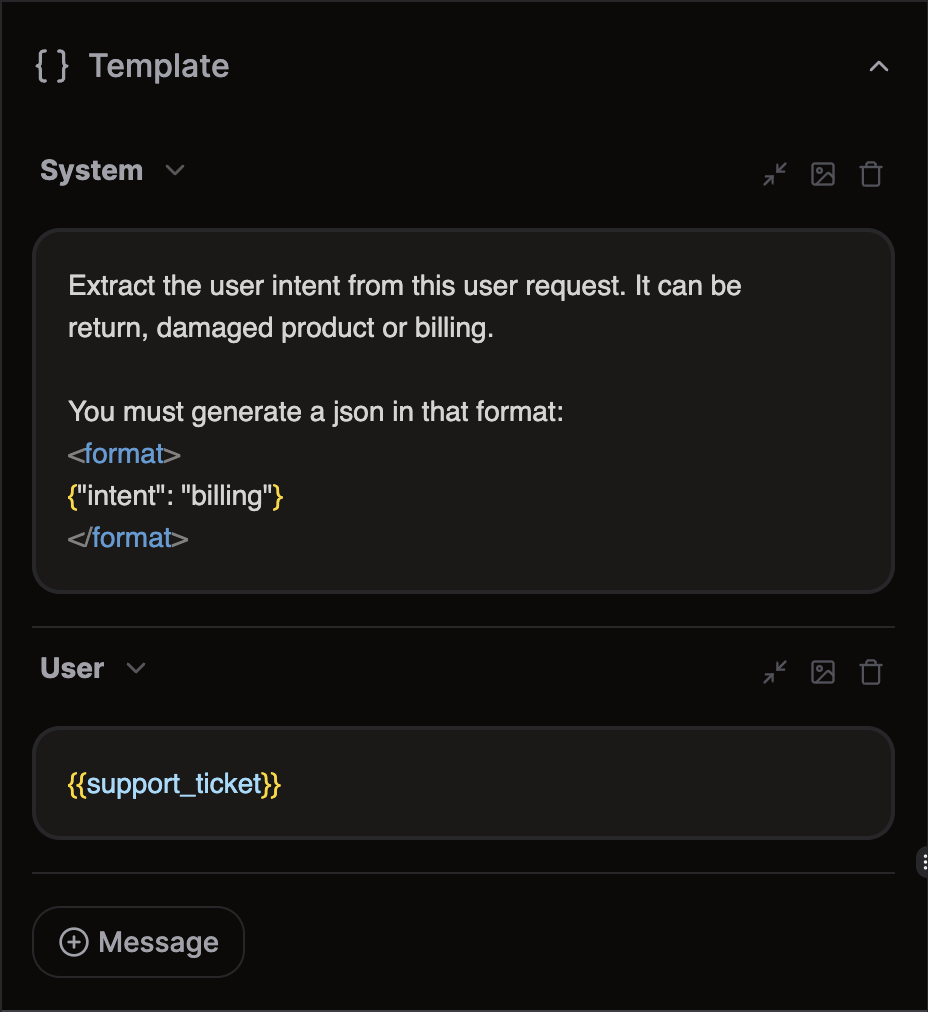 { } Template
System
Extract the user intent from this user request. It can be
return, damaged product or billing.
You must generate a json in that format:
<format>
{"intent": "billing"}
</format>
User
{{support_ticket}}
Message